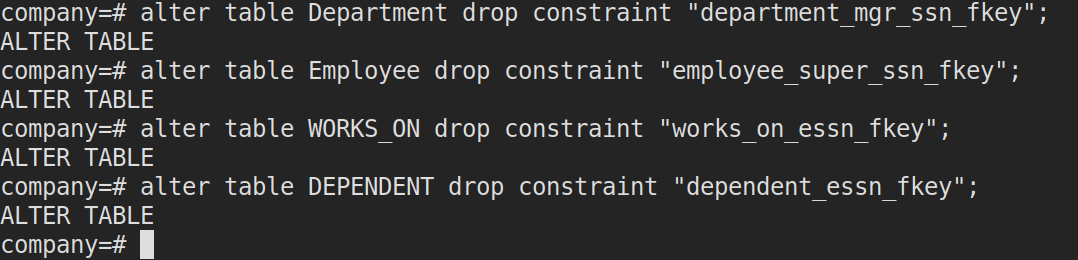 company=# alter table Department drop constraint "department_mgr_ssn_fkey";
ALTER TABLE
company=# alter table Employee drop constraint "employee_super_ssn_fkey";
ALTER TABLE
company=# alter table WORKS_ON drop constraint "works_on_essn_fkey";
ALTER TABLE
company=# alter table DEPENDENT drop constraint "dependent_essn_fkey";
ALTER TABLE
company=#